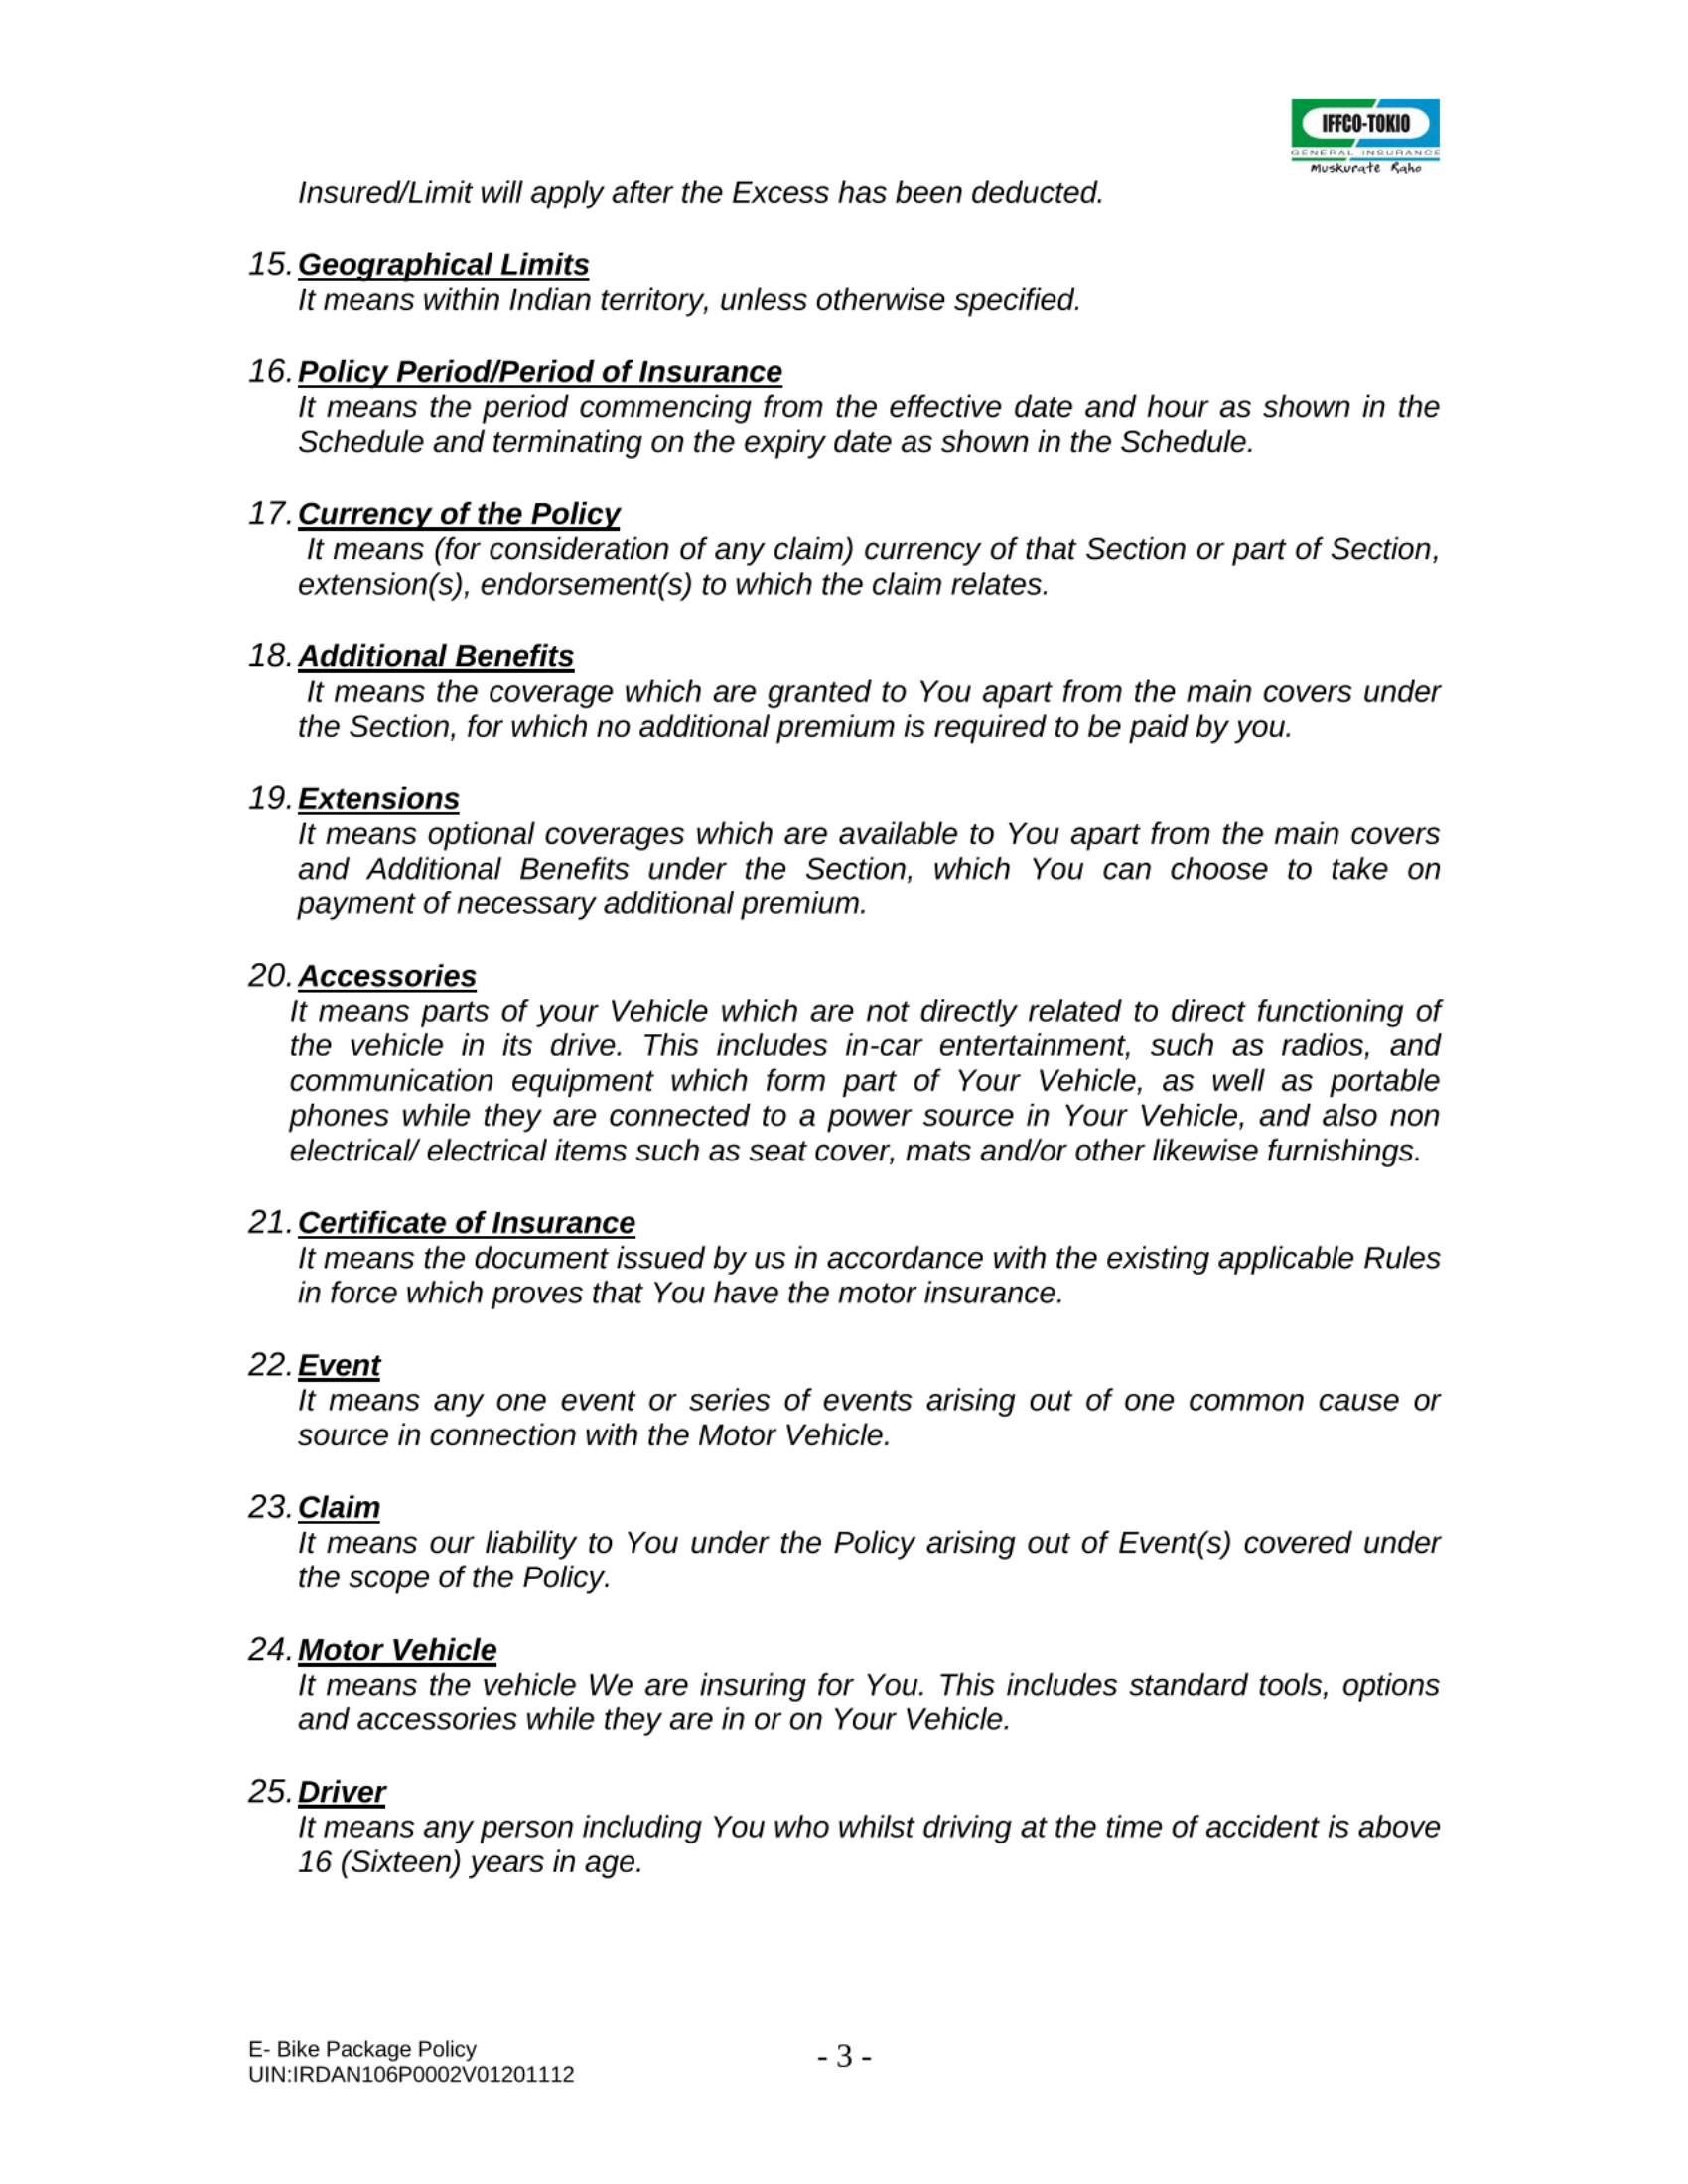 IFFCO-TOKIO
GENERAL INSURANCE
Muskurate Raho
Insured/Limit will apply after the Excess has been deducted.
15. Geographical Limits
It means within Indian territory, unless otherwise specified.
16. Policy Period/Period of Insurance
It means the period commencing from the effective date and hour as shown in the
Schedule and terminating on the expiry date as shown in the Schedule.
17. Currency of the Policy
It means (for consideration of any claim) currency of that Section or part of Section,
extension(s), endorsement(s) to which the claim relates.
18. Additional Benefits
It means the coverage which are granted to You apart from the main covers under
the Section, for which no additional premium is required to be paid by you.
19. Extensions
It means optional coverages which are available to You apart from the main covers
and Additional Benefits under the Section, which You can choose to take on
payment of necessary additional premium.
20. Accessories
It means parts of your Vehicle which are not directly related to direct functioning of
the vehicle in its drive. This includes in-car entertainment, such as radios, and
communication equipment which form part of Your Vehicle, as well as portable
phones while they are connected to a power source in Your Vehicle, and also non
electrical/ electrical items such as seat cover, mats and/or other likewise furnishings.
21. Certificate of Insurance
It means the document issued by us in accordance with the existing applicable Rules
in force which proves that You have the motor insurance.
22. Event
It means any one event or series of events arising out of one common cause or
source in connection with the Motor Vehicle.
23. Claim
It means our liability to You under the Policy arising out of Event(s) covered under
the scope of the Policy.
24. Motor Vehicle
It means the vehicle We are insuring for You. This includes standard tools, options
and accessories while they are in or on Your Vehicle.
25. Driver
It means any person including You who whilst driving at the time of accident is above
16 (Sixteen) years in age.
E- Bike Package Policy
UIN:IRDAN106P0002V01201112
- 3 -